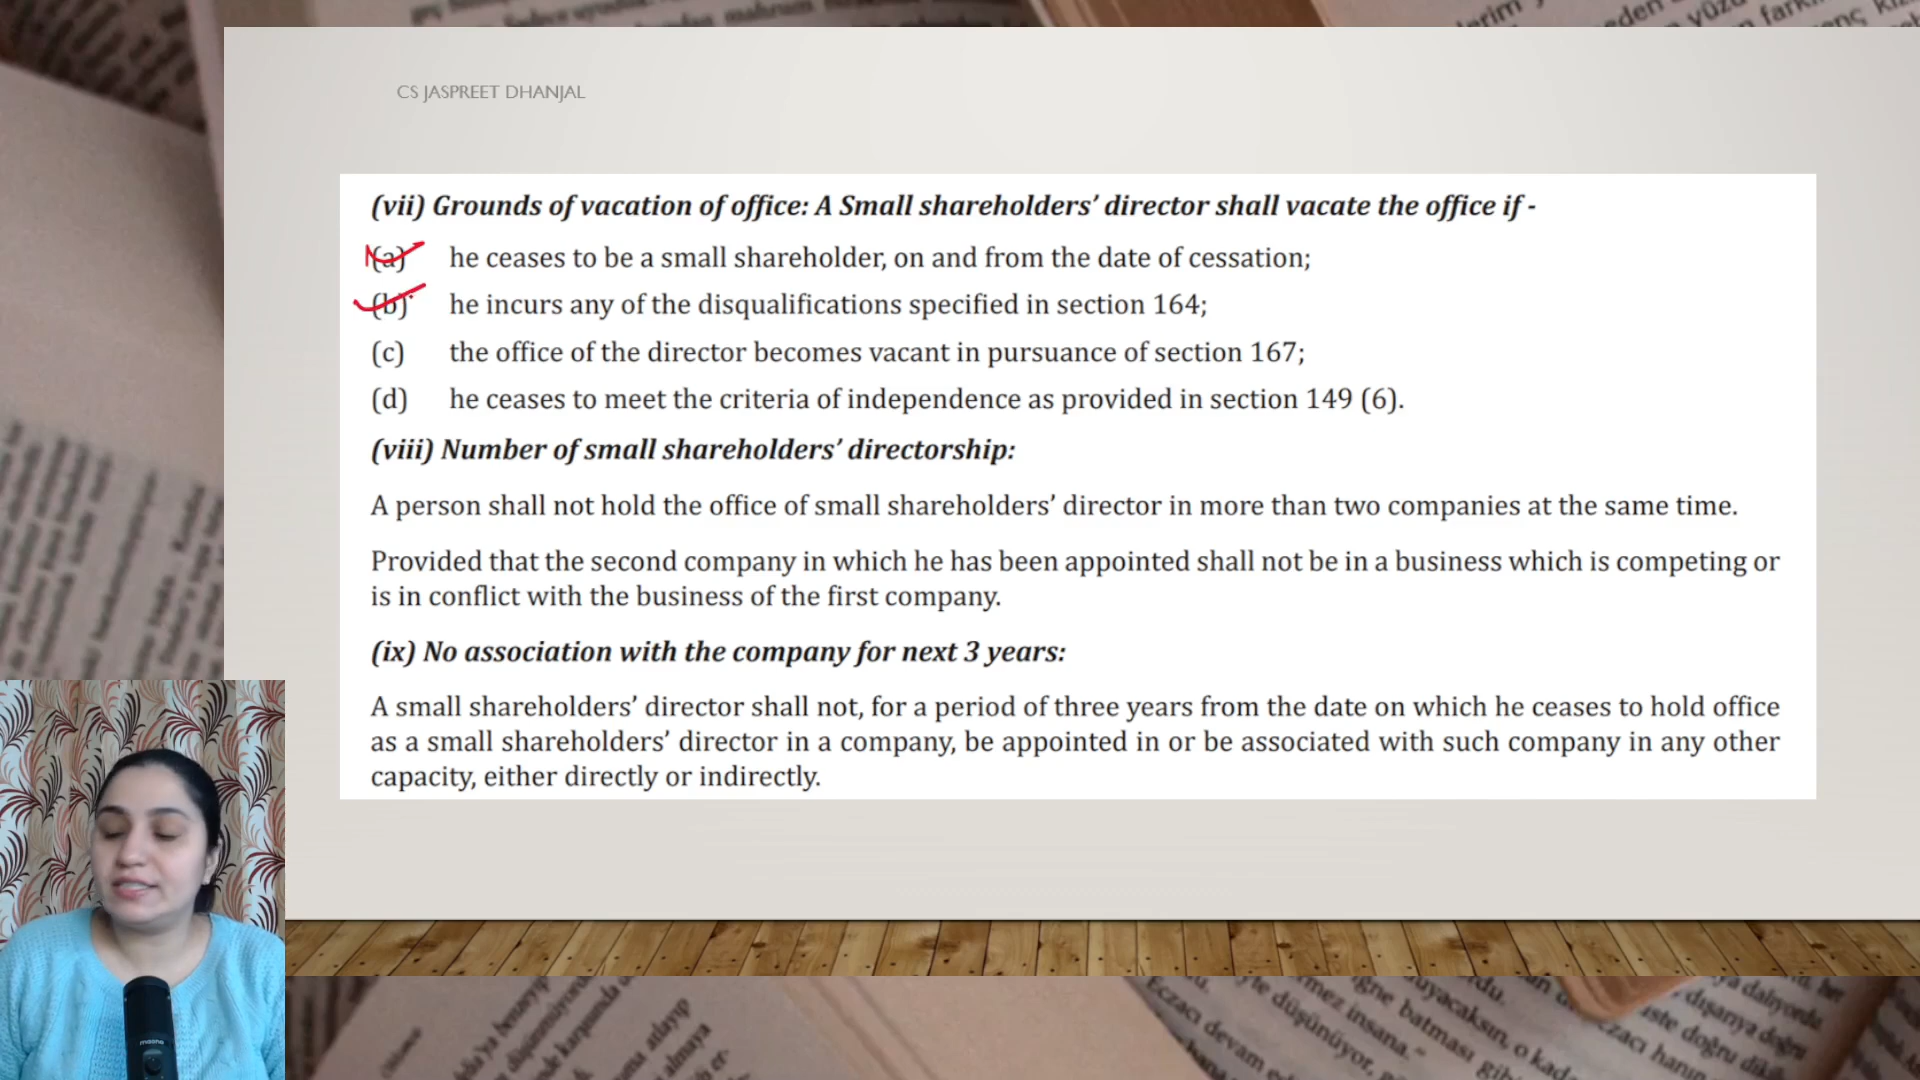 CS JASPREET DHANJAL
(vii) Grounds of vacation of office: A Small shareholders’ director shall vacate the office if -
(a) he ceases to be a small shareholder, on and from the date of cessation;
(b) he incurs any of the disqualifications specified in section 164;
(c) the office of the director becomes vacant in pursuance of section 167;
(d) he ceases to meet the criteria of independence as provided in section 149 (6).
(viii) Number of small shareholders’ directorship:
A person shall not hold the office of small shareholders’ director in more than two companies at the same time.
Provided that the second company in which he has been appointed shall not be in a business which is competing or
is in conflict with the business of the first company.
(ix) No association with the company for next 3 years:
A small shareholders’ director shall not, for a period of three years from the date on which he ceases to hold office
as a small shareholders’ director in a company, be appointed in or be associated with such company in any other
capacity, either directly or indirectly.
maono